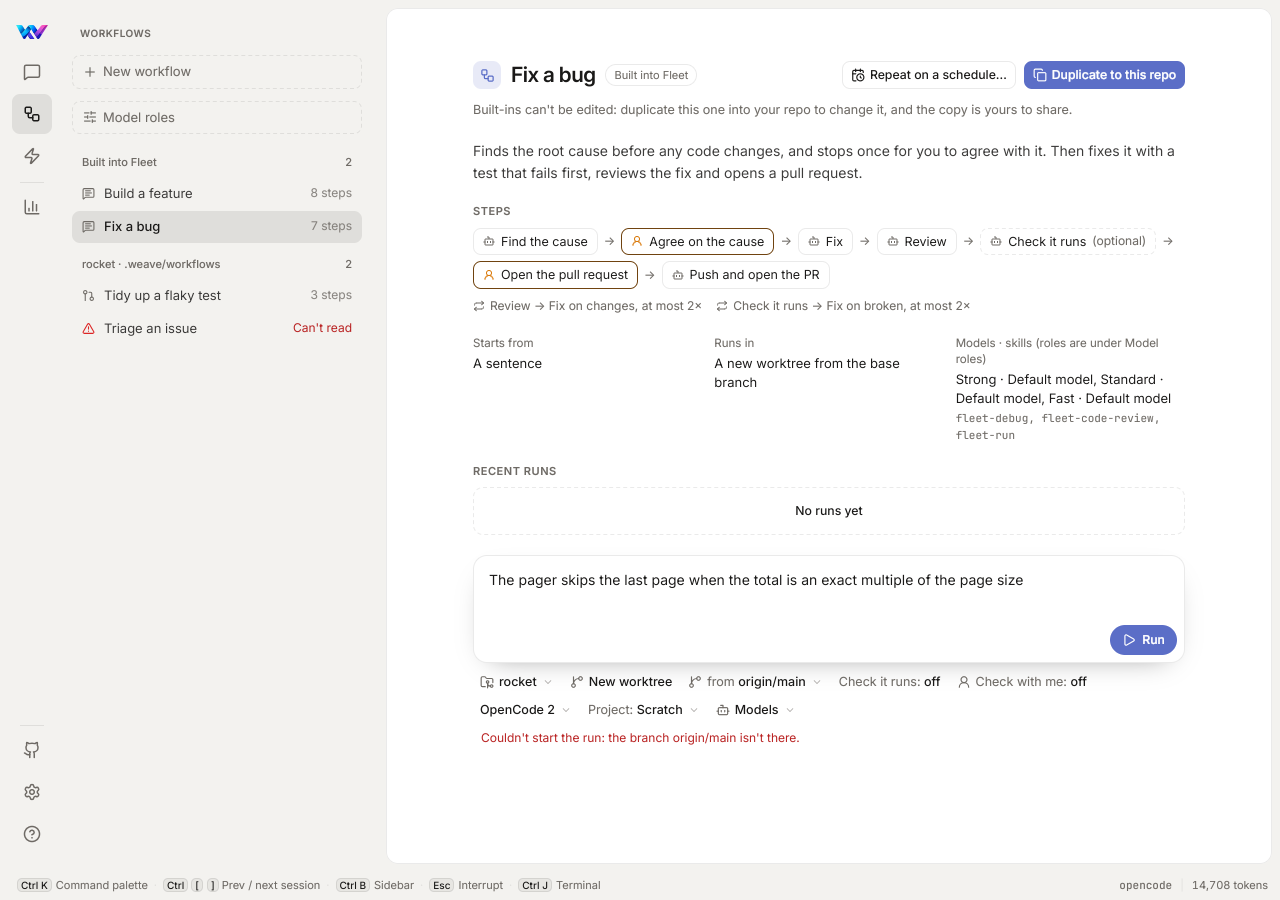 WORKFLOWS
New workflow
Model roles
Built into Fleet 2
Build a feature 8 steps
Fix a bug 7 steps
rocket · .weave/workflows 2
Tidy up a flaky test 3 steps
Triage an issue Can't read
Fix a bug Built into Fleet Repeat on a schedule... Duplicate to this repo
Built-ins can't be edited: duplicate this one into your repo to change it, and the copy is yours to share.
Finds the root cause before any code changes, and stops once for you to agree with it. Then fixes it with a
test that fails first, reviews the fix and opens a pull request.
STEPS
Find the cause → Agree on the cause → Fix → Review → Check it runs (optional) →
Open the pull request → Push and open the PR
Review → Fix on changes, at most 2× Check it runs → Fix on broken, at most 2×
Starts from
A sentence
Runs in
A new worktree from the base
branch
Models · skills (roles are under Model
roles)
Strong · Default model, Standard ·
Default model, Fast · Default model
fleet-debug, fleet-code-review,
fleet-run
RECENT RUNS
No runs yet
The pager skips the last page when the total is an exact multiple of the page size
Run
rocket New worktree from origin/main Check it runs: off Check with me: off
OpenCode 2 Project: Scratch Models
Couldn't start the run: the branch origin/main isn't there.
Ctrl K Command palette Ctrl [ ] Prev / next session Ctrl B Sidebar Esc Interrupt Ctrl J Terminal opencode 14,708 tokens